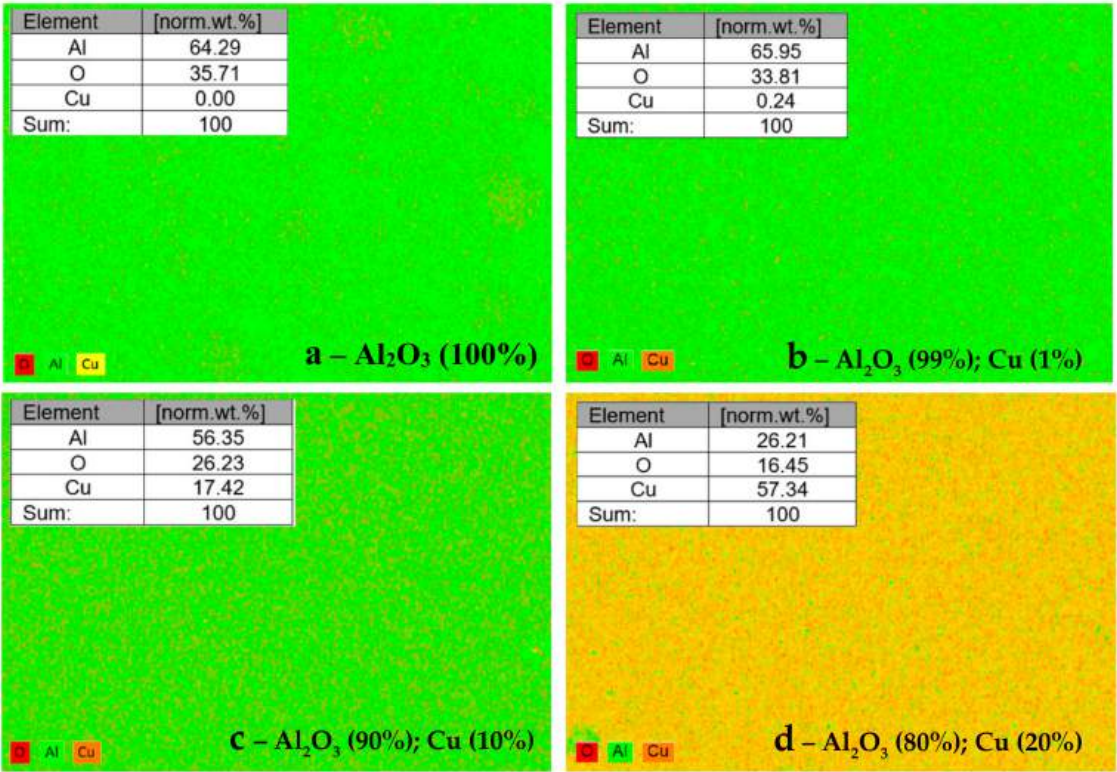 Element [norm.wt.%]
Al 64.29
O 35.71
Cu 0.00
Sum: 100
O Al Cu
a – Al₂O₃ (100%)
Element [norm.wt.%]
Al 65.95
O 33.81
Cu 0.24
Sum: 100
O Al Cu
b – Al₂O₃ (99%); Cu (1%)
Element [norm.wt.%]
Al 56.35
O 26.23
Cu 17.42
Sum: 100
O Al Cu
c – Al₂O₃ (90%); Cu (10%)
Element [norm.wt.%]
Al 26.21
O 16.45
Cu 57.34
Sum: 100
O Al Cu
d – Al₂O₃ (80%); Cu (20%)